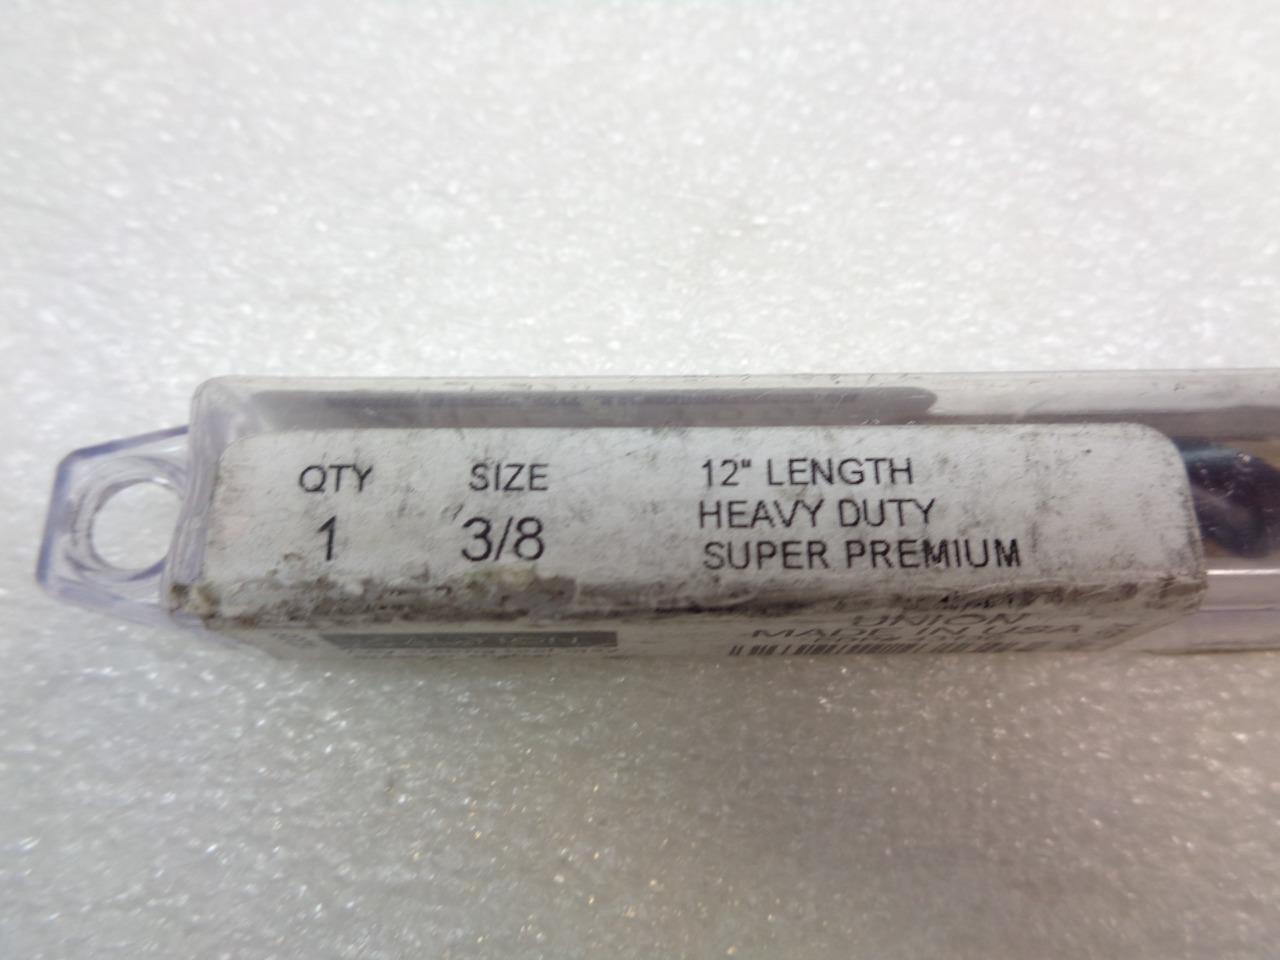 QTY SIZE 12" LENGTH
1 3/8 HEAVY DUTY
SUPER PREMIUM
UNION
MADE IN USA